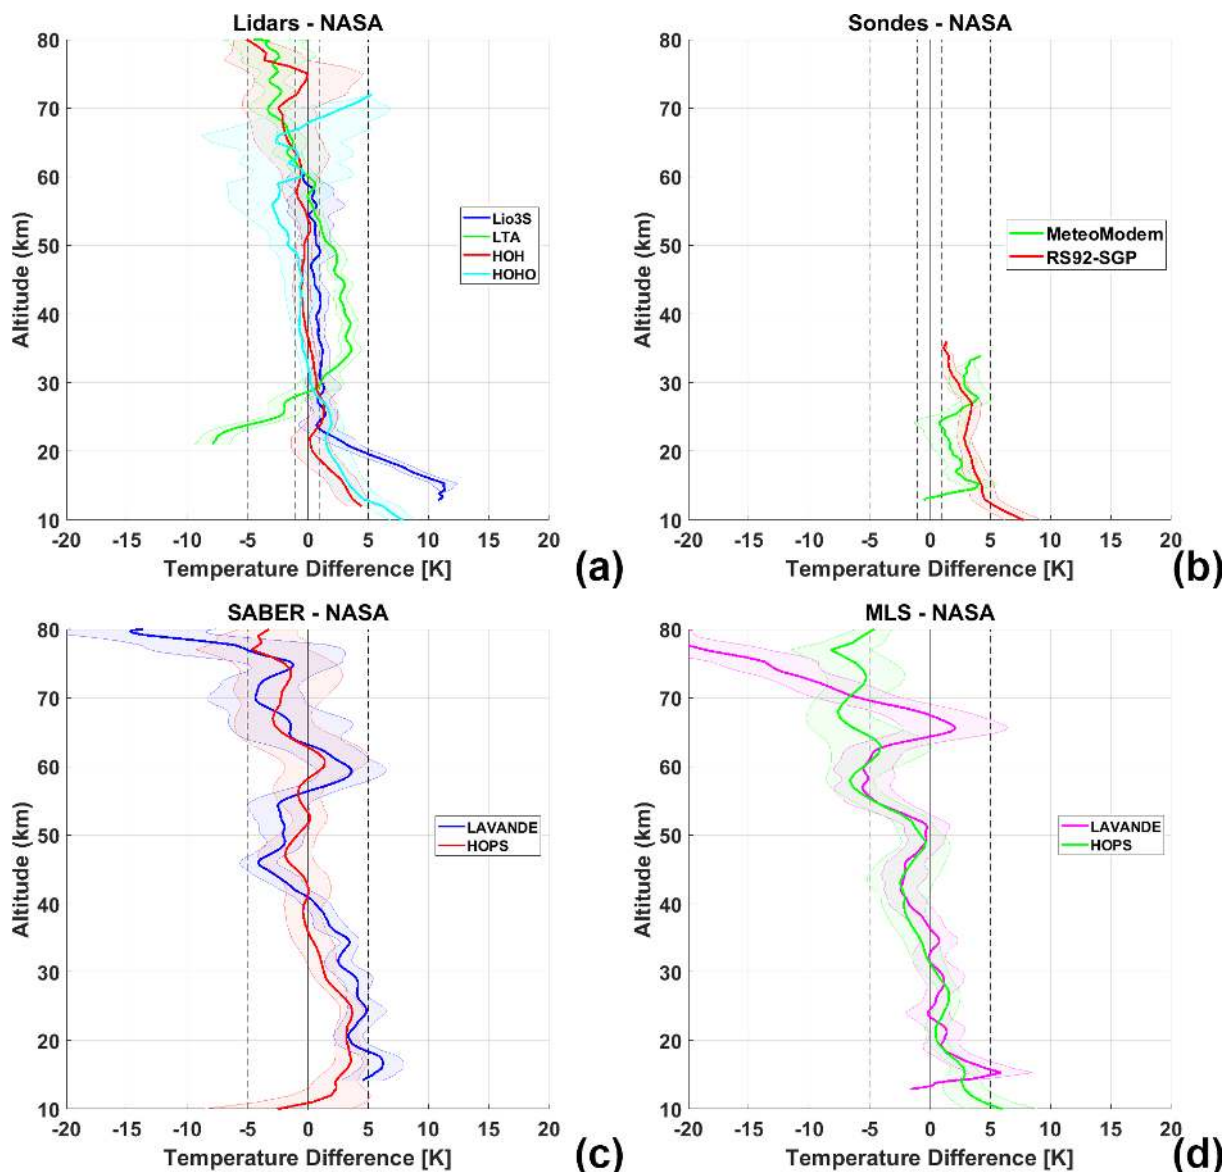 Lidars - NASA
80
70
60
50
40
30
20
10
Altitude (km)
-20 -15 -10 -5 0 5 10 15 20
Temperature Difference [K]
Lio3S
LTA
HOH
HOHO
(a)
Sondes - NASA
80
70
60
50
40
30
20
10
Altitude (km)
-20 -15 -10 -5 0 5 10 15 20
Temperature Difference [K]
MeteoModem
RS92-SGP
(b)
SABER - NASA
80
70
60
50
40
30
20
10
Altitude (km)
-20 -15 -10 -5 0 5 10 15 20
Temperature Difference [K]
LAVANDE
HOPS
(c)
MLS - NASA
80
70
60
50
40
30
20
10
Altitude (km)
-20 -15 -10 -5 0 5 10 15 20
Temperature Difference [K]
LAVANDE
HOPS
(d)